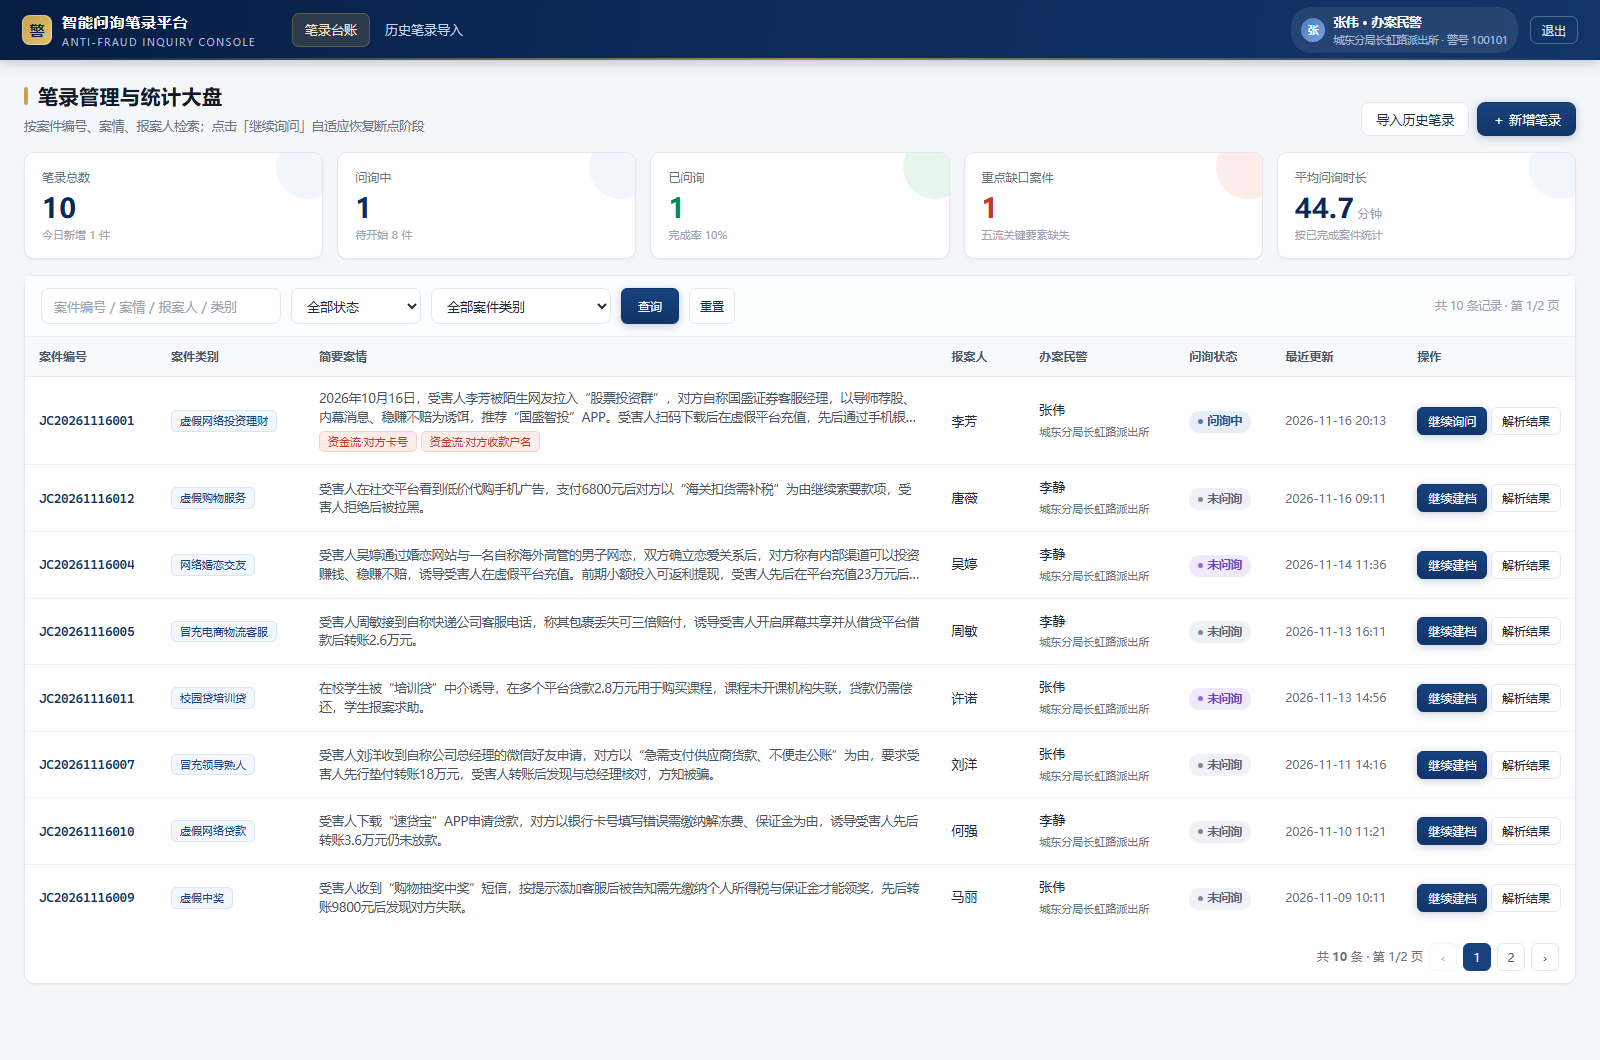 警
智能问询笔录平台
ANTI-FRAUD INQUIRY CONSOLE
笔录台账
历史笔录导入
张
张伟 • 办案民警
城东分局长虹路派出所 · 警号 100101
退出
笔录管理与统计大盘
按案件编号、案情、报案人检索；点击「继续询问」自适应恢复断点阶段
导入历史笔录
+ 新增笔录
笔录总数
10
今日新增 1 件
问询中
1
待开始 8 件
已问询
1
完成率 10%
重点缺口案件
1
五流关键要素缺失
平均问询时长
44.7 分钟
按已完成案件统计
案件编号 / 案情 / 报案人 / 类别
全部状态
全部案件类别
查询
重置
共 10 条记录 · 第 1/2 页
案件编号 案件类别 简要案情 报案人 办案民警 问询状态 最近更新 操作
JC20261116001
虚假网络投资理财
2026年10月16日，受害人李芳被陌生网友拉入“股票投资群”，对方自称国盛证券客服经理，以导师荐股、
内幕消息、稳赚不赔为诱饵，推荐“国盛智投”APP。受害人扫码下载后在虚假平台充值，先后通过手机银...
资金流·对方卡号 资金流·对方收款户名
李芳
张伟
城东分局长虹路派出所
问询中
2026-11-16 20:13
继续询问 解析结果
JC20261116012
虚假购物服务
受害人在社交平台看到低价代购手机广告，支付6800元后对方以“海关扣货需补税”为由继续索要款项，受
害人拒绝后被拉黑。
唐薇
李静
城东分局长虹路派出所
未问询
2026-11-16 09:11
继续建档 解析结果
JC20261116004
网络婚恋交友
受害人吴婷通过婚恋网站与一名自称海外高管的男子网恋，双方确立恋爱关系后，对方称有内部渠道可以投资
赚钱、稳赚不赔，诱导受害人在虚假平台充值。前期小额投入可返利提现，受害人先后在平台充值23万元后...
吴婷
李静
城东分局长虹路派出所
未问询
2026-11-14 11:36
继续建档 解析结果
JC20261116005
冒充电商物流客服
受害人周敏接到自称快递公司客服电话，称其包裹丢失可三倍赔付，诱导受害人开启屏幕共享并从借贷平台借
款后转账2.6万元。
周敏
李静
城东分局长虹路派出所
未问询
2026-11-13 16:11
继续建档 解析结果
JC20261116011
校园贷培训贷
在校学生被“培训贷”中介诱导，在多个平台贷款2.8万元用于购买课程，课程未开课机构失联，贷款仍需偿
还，学生报案求助。
许诺
张伟
城东分局长虹路派出所
未问询
2026-11-13 14:56
继续建档 解析结果
JC20261116007
冒充领导熟人
受害人刘洋收到自称公司总经理的微信好友申请，对方以“急需支付供应商货款、不便走公账”为由，要求受
害人先行垫付转账18万元，受害人转账后发现与总经理核对，方知被骗。
刘洋
张伟
城东分局长虹路派出所
未问询
2026-11-11 14:16
继续建档 解析结果
JC20261116010
虚假网络贷款
受害人下载“速贷宝”APP申请贷款，对方以银行卡号填写错误需缴纳解冻费、保证金为由，诱导受害人先后
转账3.6万元仍未放款。
何强
李静
城东分局长虹路派出所
未问询
2026-11-10 11:21
继续建档 解析结果
JC20261116009
虚假中奖
受害人收到“购物抽奖中奖”短信，按提示添加客服后被告知需先缴纳个人所得税与保证金才能领奖，先后转
账9800元后发现对方失联。
马丽
张伟
城东分局长虹路派出所
未问询
2026-11-09 10:11
继续建档 解析结果
共 10 条 · 第 1/2 页 ‹ 1 2 ›